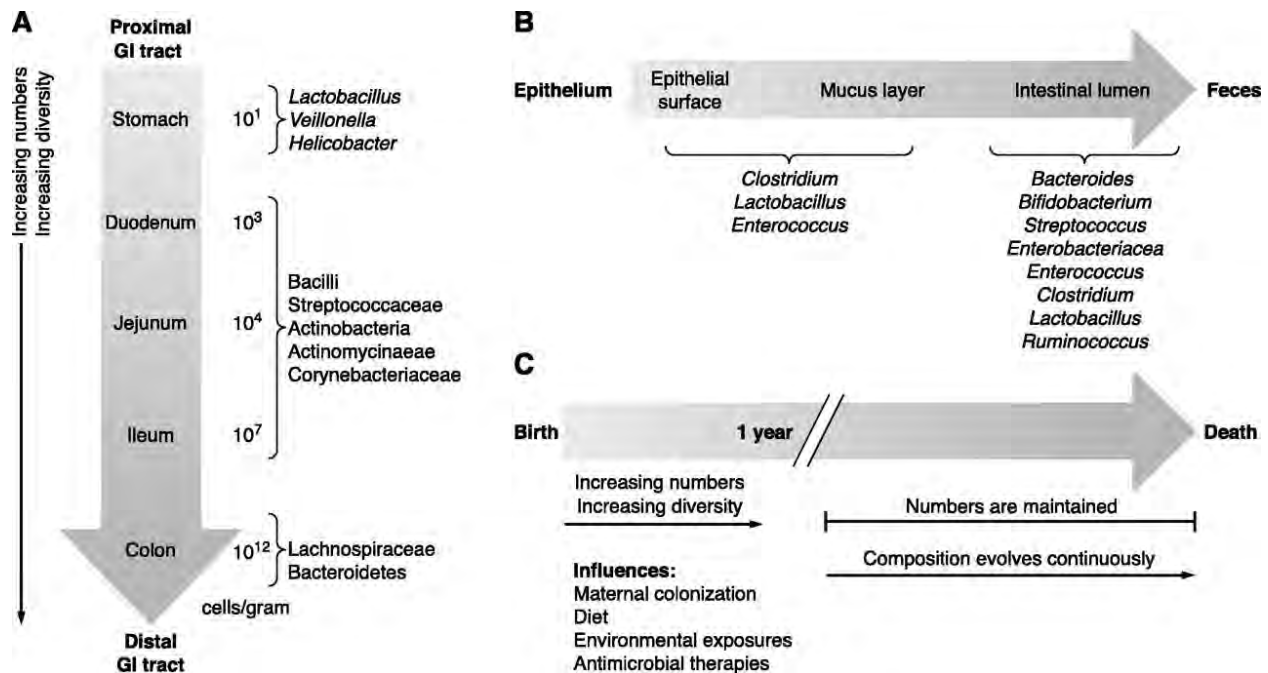 A
Proximal
GI tract
Increasing numbers
Increasing diversity
Stomach
10¹
Lactobacillus
Veillonella
Helicobacter
Duodenum
10³
Jejunum
10⁴
Bacilli
Streptococcaceae
Actinobacteria
Actinomycinaeae
Corynebacteriaceae
Ileum
10⁷
Colon
10¹²
Lachnospiraceae
Bacteroidetes
cells/gram
Distal
GI tract
B
Epithelium
Epithelial
surface
Mucus layer
Intestinal lumen
Feces
Clostridium
Lactobacillus
Enterococcus
Bacteroides
Bifidobacterium
Streptococcus
Enterobacteriacea
Enterococcus
Clostridium
Lactobacillus
Ruminococcus
C
Birth
1 year
Death
Increasing numbers
Increasing diversity
Numbers are maintained
Composition evolves continuously
Influences:
Maternal colonization
Diet
Environmental exposures
Antimicrobial therapies